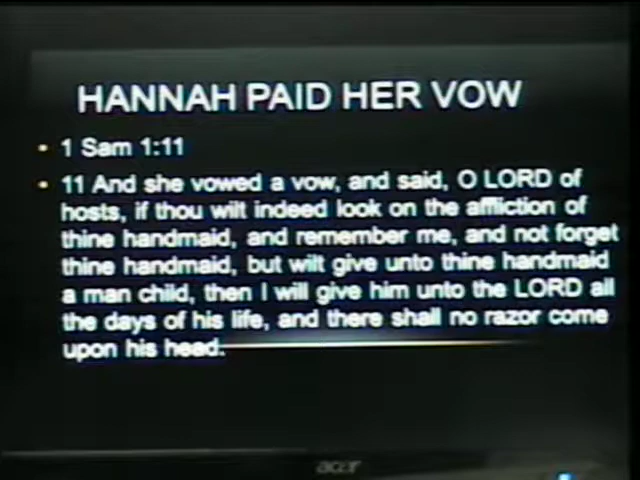 HANNAH PAID HER VOW
• 1 Sam 1:11
• 11 And she vowed a vow, and said, O LORD of
hosts, if thou wilt indeed look on the affliction of
thine handmaid, and remember me, and not forget
thine handmaid, but wilt give unto thine handmaid
a man child, then I will give him unto the LORD all
the days of his life, and there shall no razor come
upon his head.
acer